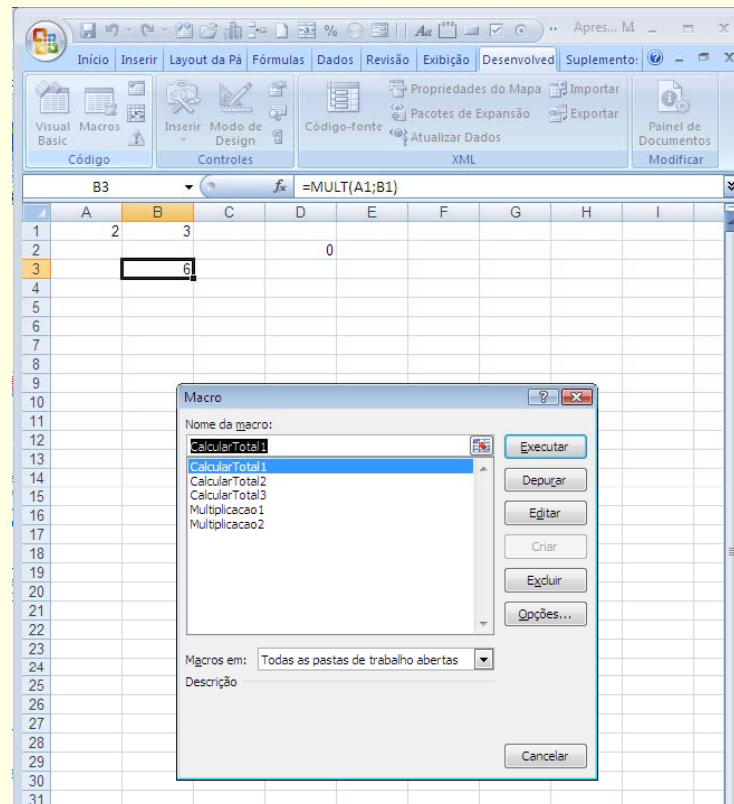 Apres... M
Início Inserir Layout da Pá Fórmulas Dados Revisão Exibição Desenvolved Suplemento:
Visual Basic
Macros
Código
Inserir
Modo de Design
Controles
Código-fonte
Propriedades do Mapa
Pacotes de Expansão
Atualizar Dados
Importar
Exportar
XML
Painel de Documentos
Modificar
B3 fx =MULT(A1;B1)
A B C D E F G H I
1 2 3
2 0
3 6
4
5
6
7
8
9
10
11
12
13
14
15
16
17
18
19
20
21
22
23
24
25
26
27
28
29
30
31
Macro
Nome da macro:
CalcularTotal1
CalcularTotal1
CalcularTotal2
CalcularTotal3
Multiplicacao1
Multiplicacao2
Executar
Depurar
Editar
Criar
Excluir
Opções...
Macros em: Todas as pastas de trabalho abertas
Descrição
Cancelar